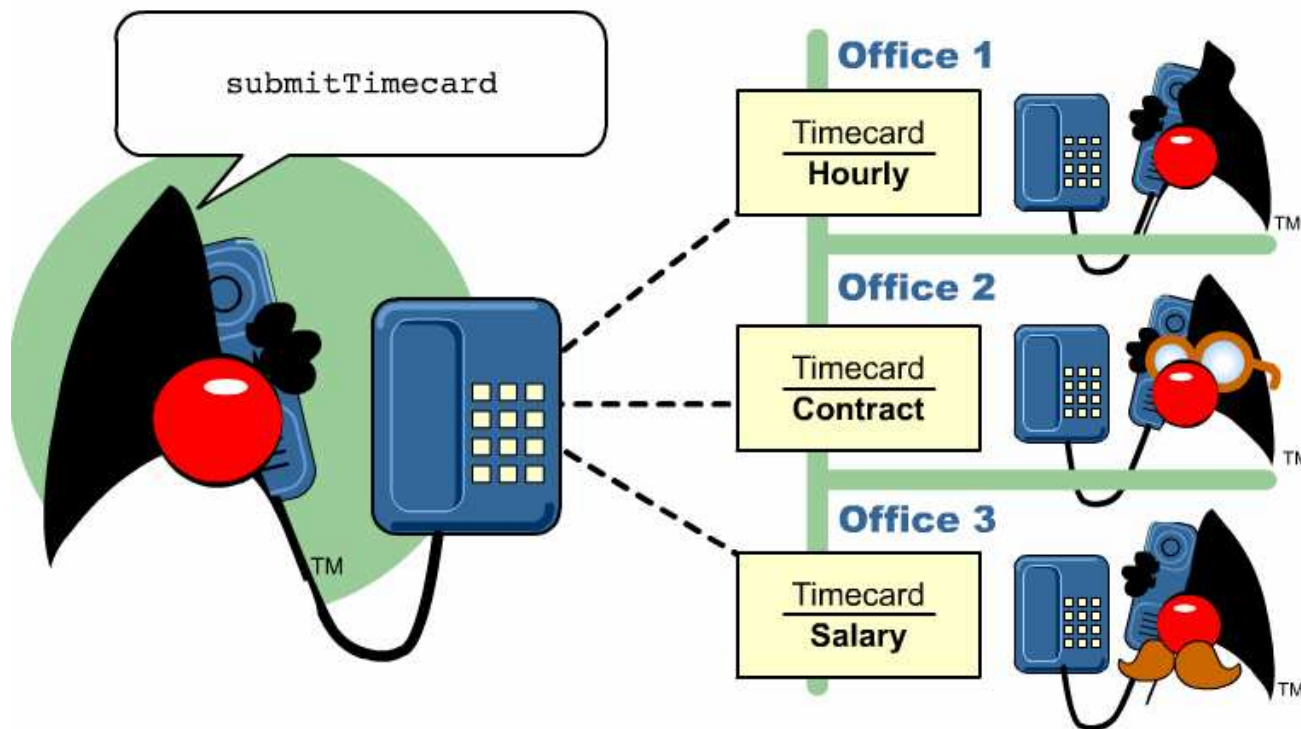 submitTimecard
Office 1
Timecard
Hourly
TM
Office 2
Timecard
Contract
TM
Office 3
Timecard
Salary
TM
TM